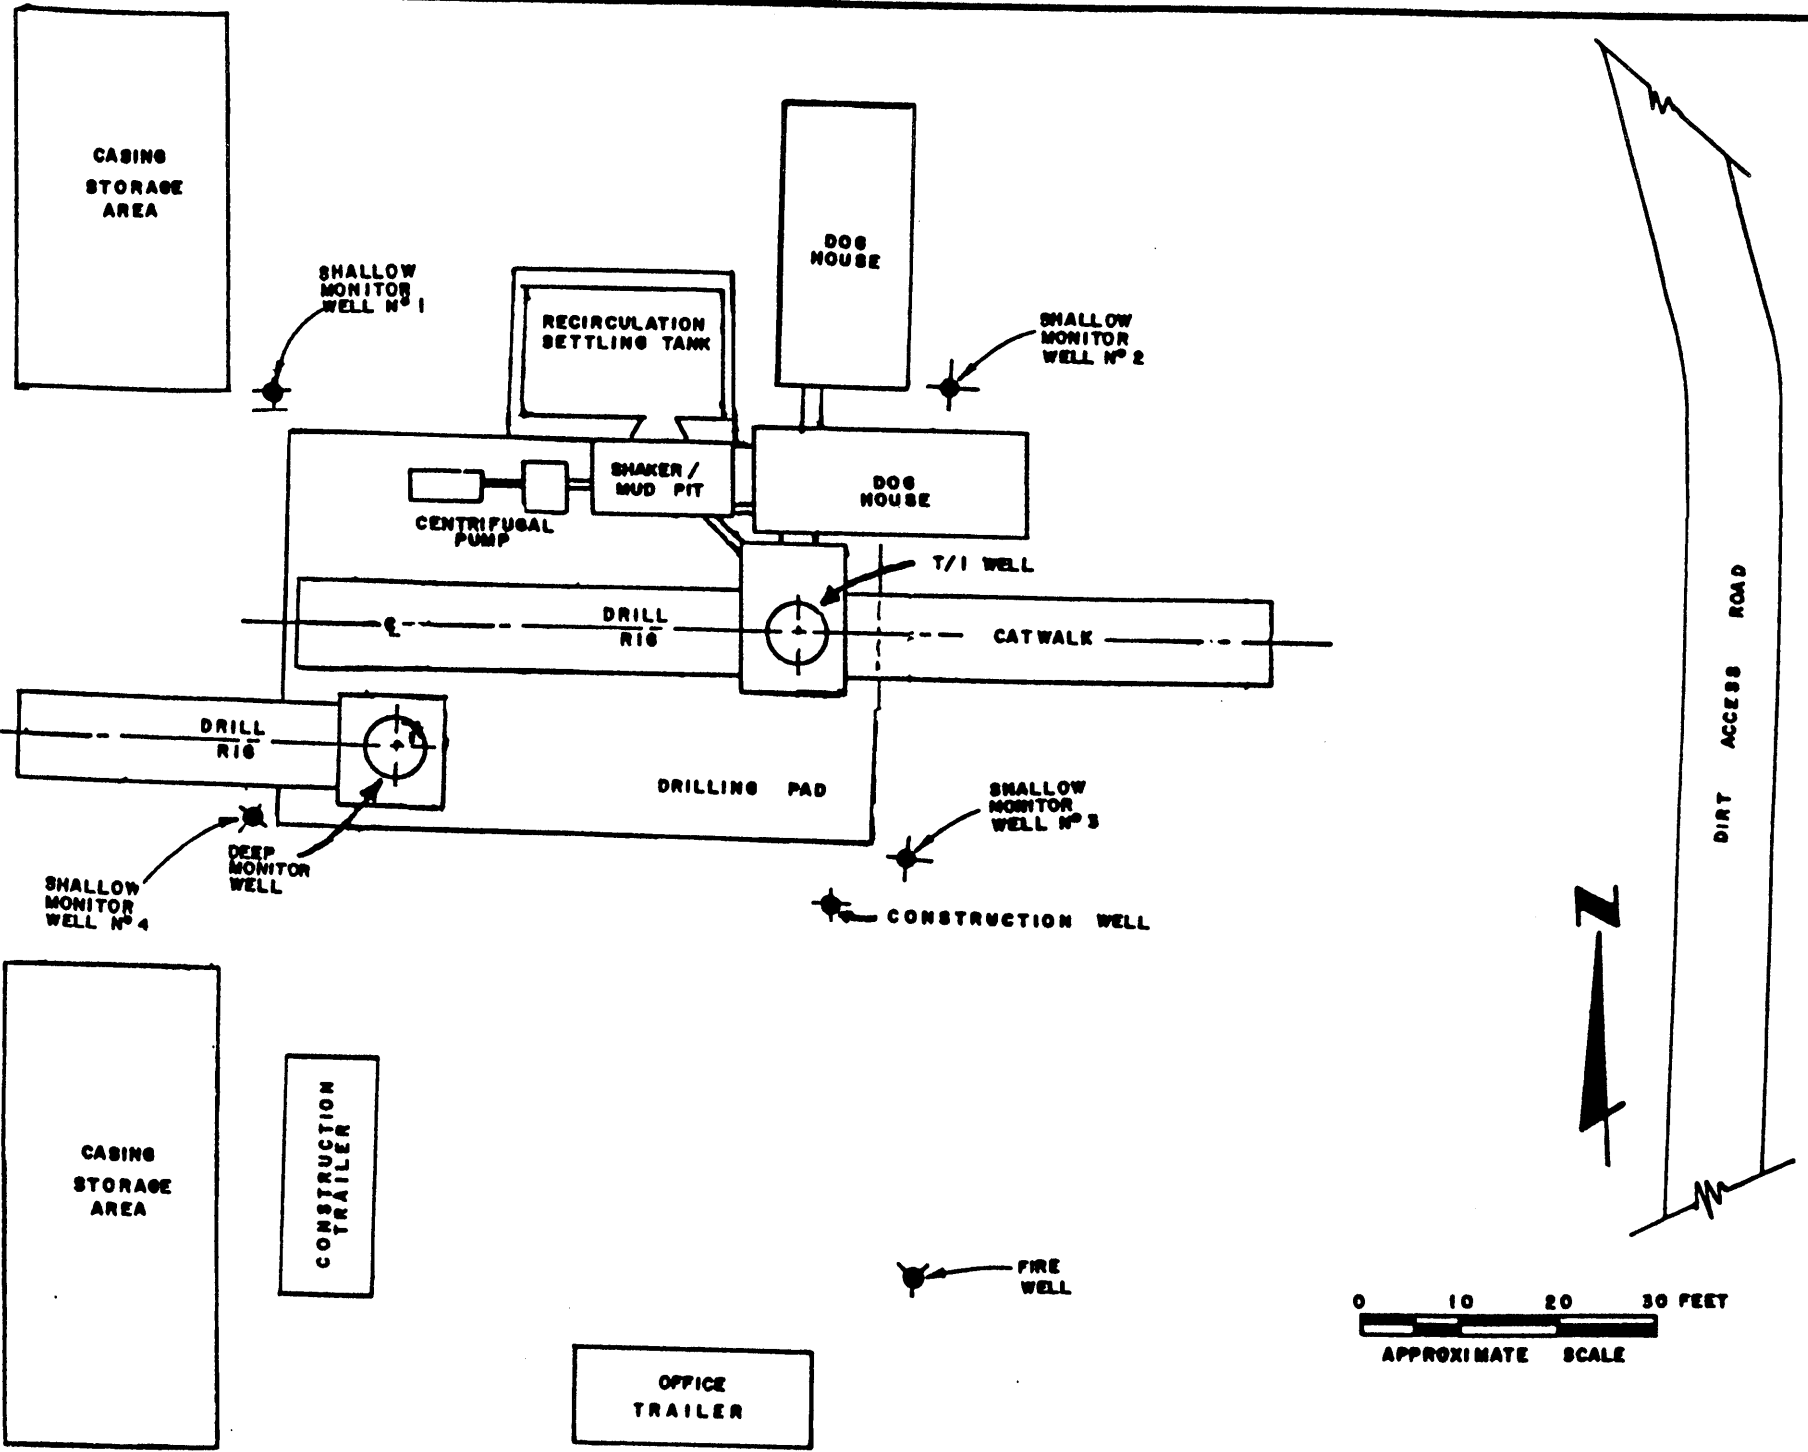 CASING
STORAGE
AREA
SHALLOW
MONITOR
WELL Nº 1
RECIRCULATION
SETTLING TANK
DOG
HOUSE
SHALLOW
MONITOR
WELL Nº 2
SHAKER/
MUD PIT
DOG
HOUSE
CENTRIFUGAL
PUMP
T/I WELL
DRILL
RIG
CATWALK
DIRT ACCESS ROAD
DRILL
RIG
DRILLING PAD
SHALLOW
MONITOR
WELL Nº 3
DEEP
MONITOR
WELL
SHALLOW
MONITOR
WELL Nº 4
CONSTRUCTION WELL
N
CASING
STORAGE
AREA
CONSTRUCTION
TRAILER
FIRE
WELL
0 10 20 30 FEET
APPROXIMATE SCALE
OFFICE
TRAILER